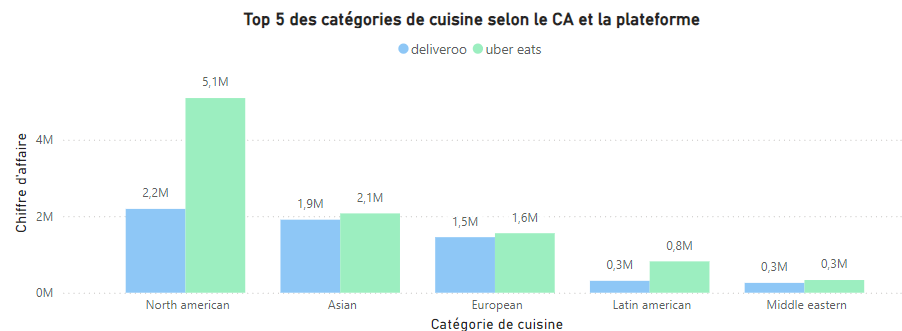 Top 5 des catégories de cuisine selon le CA et la plateforme
deliveroo uber eats
Chiffre d'affaire
4M
2M
0M
2,2M 5,1M
1,9M 2,1M
1,5M 1,6M
0,3M 0,8M
0,3M 0,3M
North american Asian European Latin american Middle eastern
Catégorie de cuisine